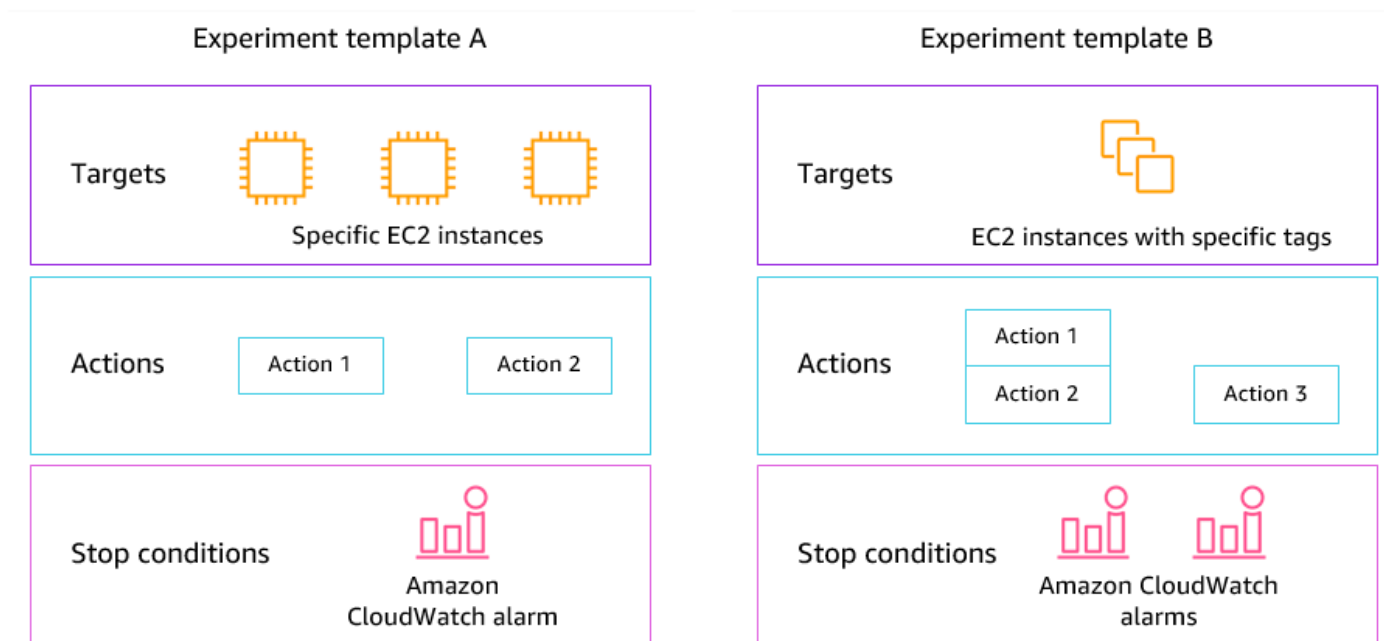 Experiment template A
Targets
Specific EC2 instances
Actions
Action 1
Action 2
Stop conditions
Amazon
CloudWatch alarm
Experiment template B
Targets
EC2 instances with specific tags
Actions
Action 1
Action 2
Action 3
Stop conditions
Amazon CloudWatch
alarms